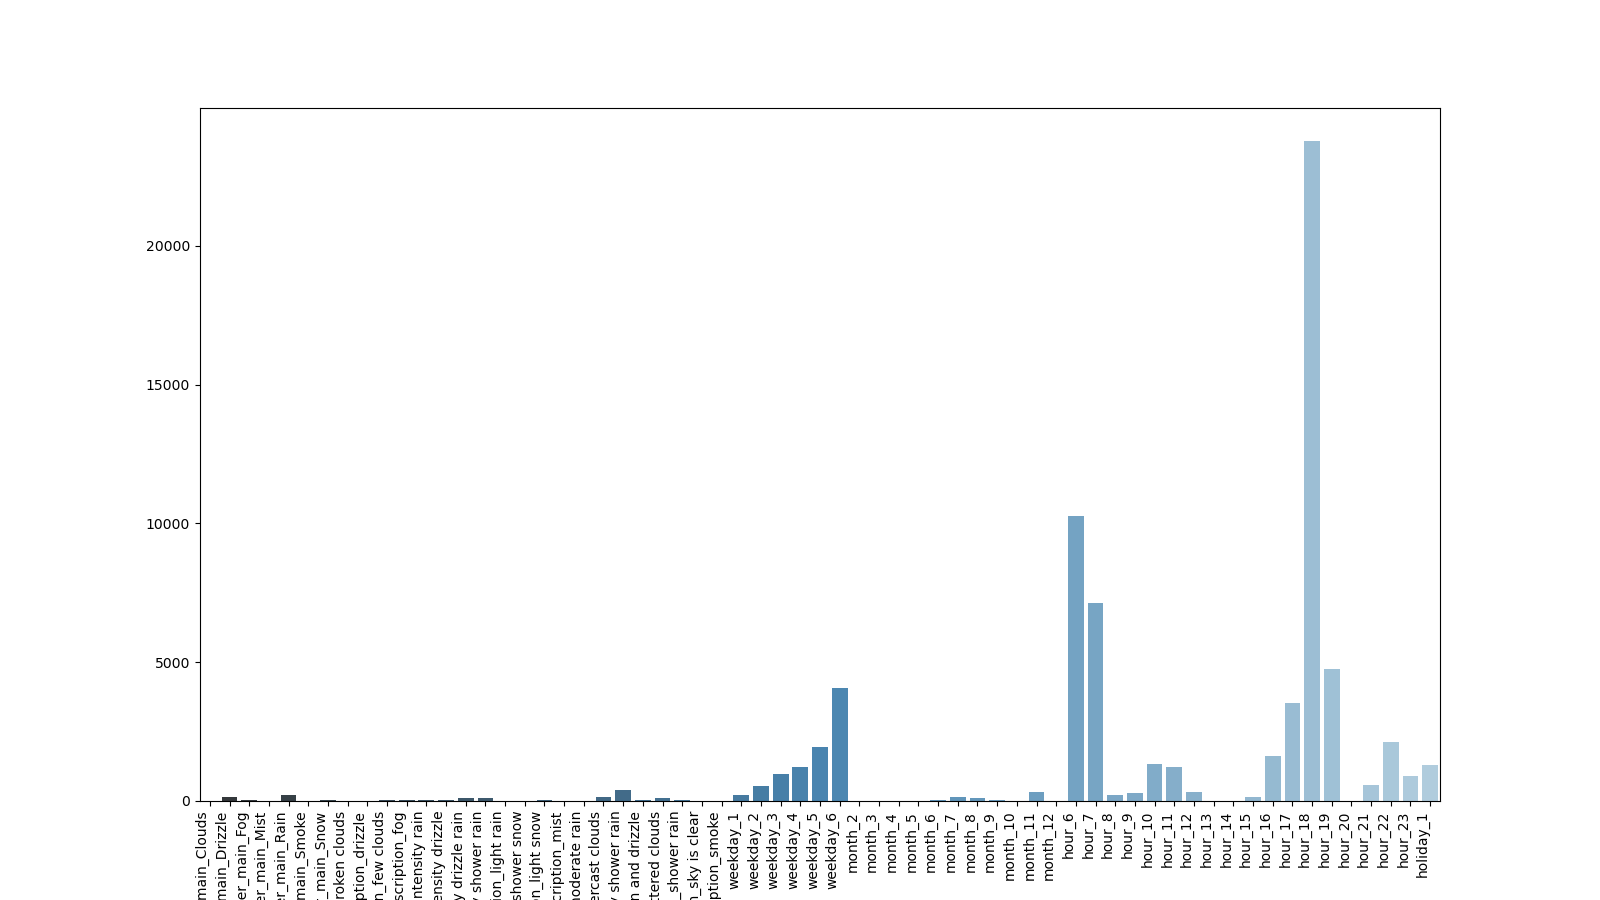 20000
15000
10000
5000
0
main_Clouds
main_Drizzle
er_main_Fog
er_main_Mist
er_main_Rain
main_Smoke
_main_Snow
roken clouds
ption_drizzle
n_few clouds
scription_fog
ntensity rain
ensity drizzle
y drizzle rain
shower rain
ion_light rain
shower snow
n_light snow
cription_mist
noderate rain
ercast clouds
shower rain
n and drizzle
ttered clouds
_shower rain
n_sky is clear
ption_smoke
weekday_1
weekday_2
weekday_3
weekday_4
weekday_5
weekday_6
month_2
month_3
month_4
month_5
month_6
month_7
month_8
month_9
month_10
month_11
month_12
hour_6
hour_7
hour_8
hour_9
hour_10
hour_11
hour_12
hour_13
hour_14
hour_15
hour_16
hour_17
hour_18
hour_19
hour_20
hour_21
hour_22
hour_23
holiday_1